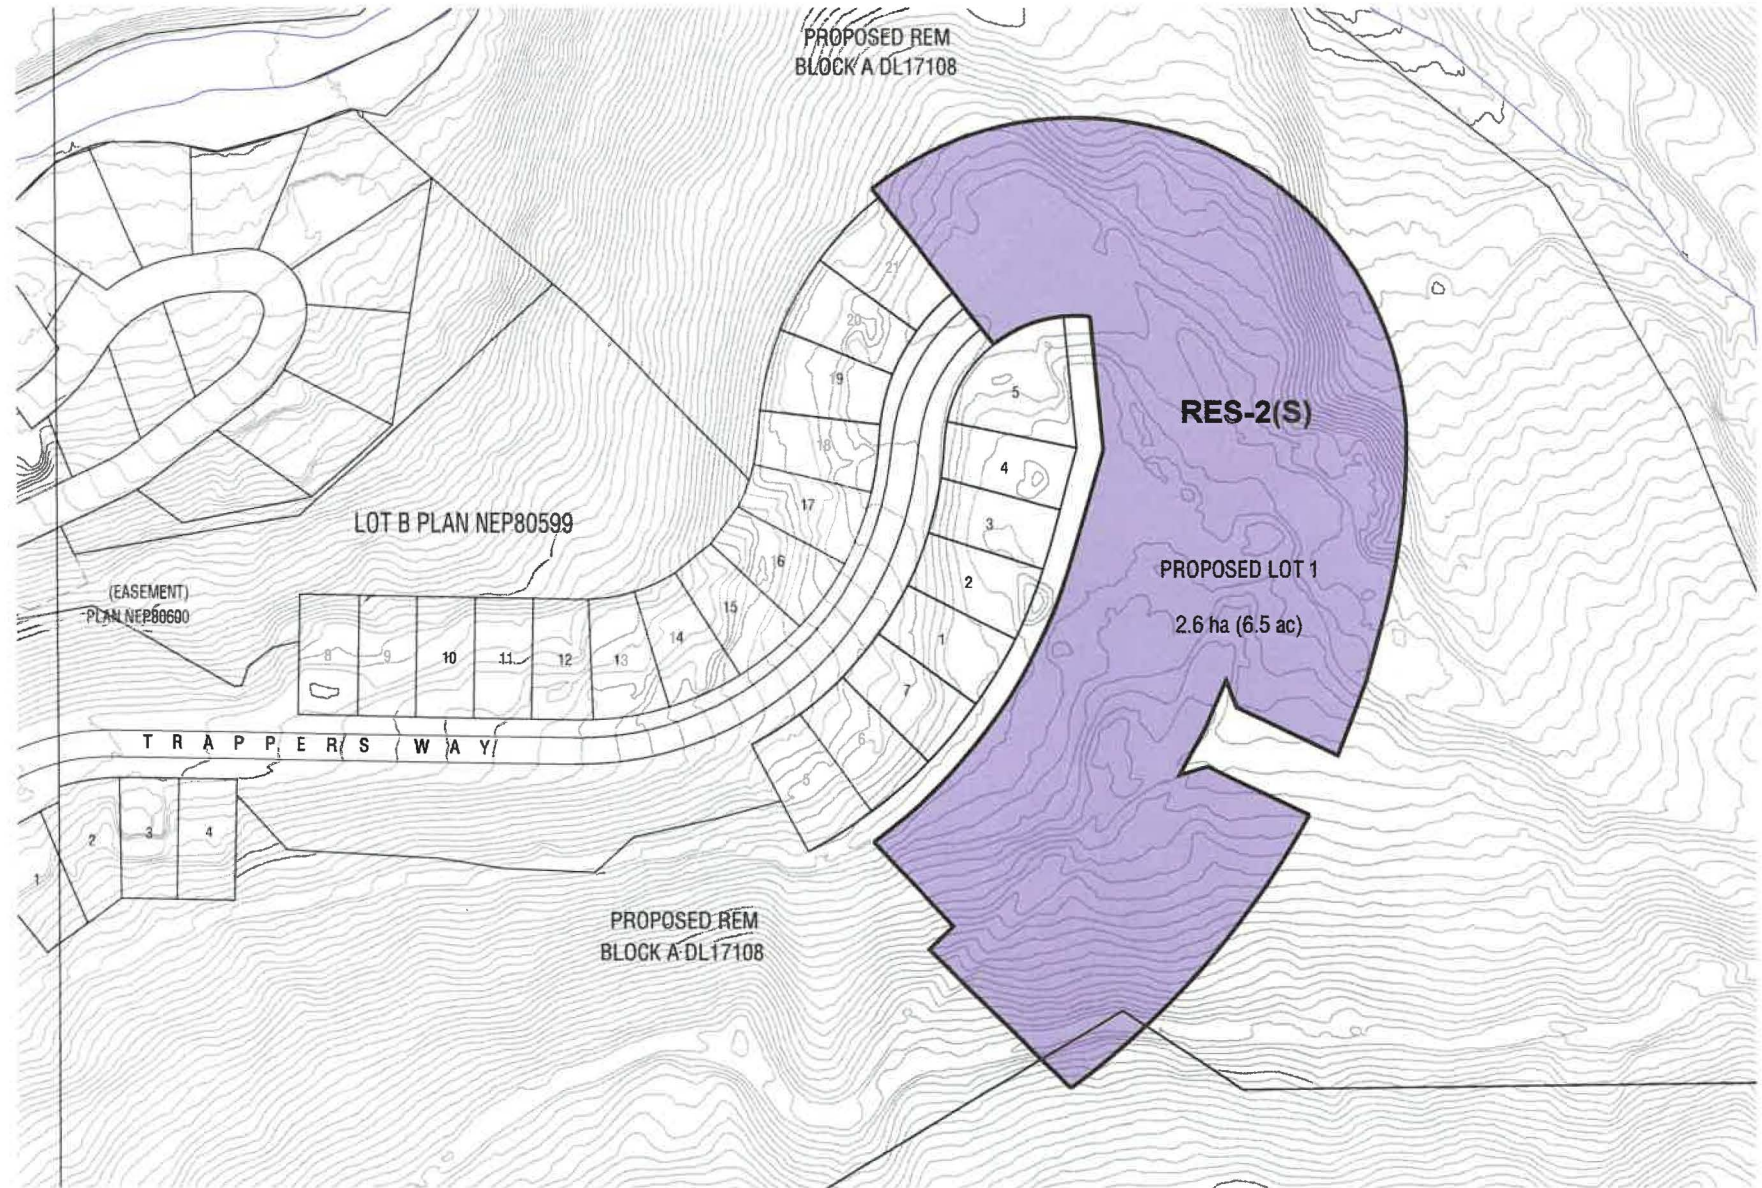 PROPOSED REM
BLOCK A DL17108
21
20
19
18
17
16
15
14
13
12
11
10
9
8
5
4
3
2
1
7
6
5
RES-2(S)
PROPOSED LOT 1
2.6 ha (6.5 ac)
LOT B PLAN NEP80599
(EASEMENT)
PLAN NEP80600
TRAPPERS WAY
1
2
3
4
PROPOSED REM
BLOCK A DL17108